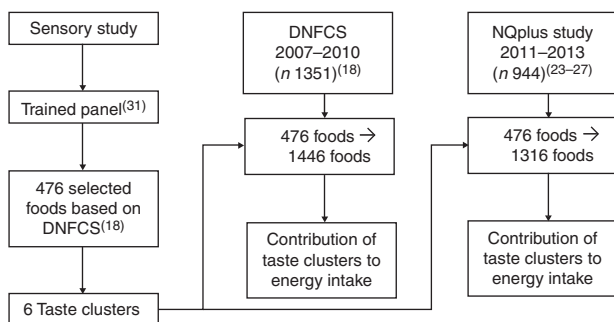 Sensory study
Trained panel(31)
476 selected
foods based on
DNFCS(18)
6 Taste clusters
DNFCS
2007–2010
(n 1351)(18)
476 foods →
1446 foods
Contribution of
taste clusters to
energy intake
NQplus study
2011–2013
(n 944)(23–27)
476 foods →
1316 foods
Contribution of
taste clusters to
energy intake